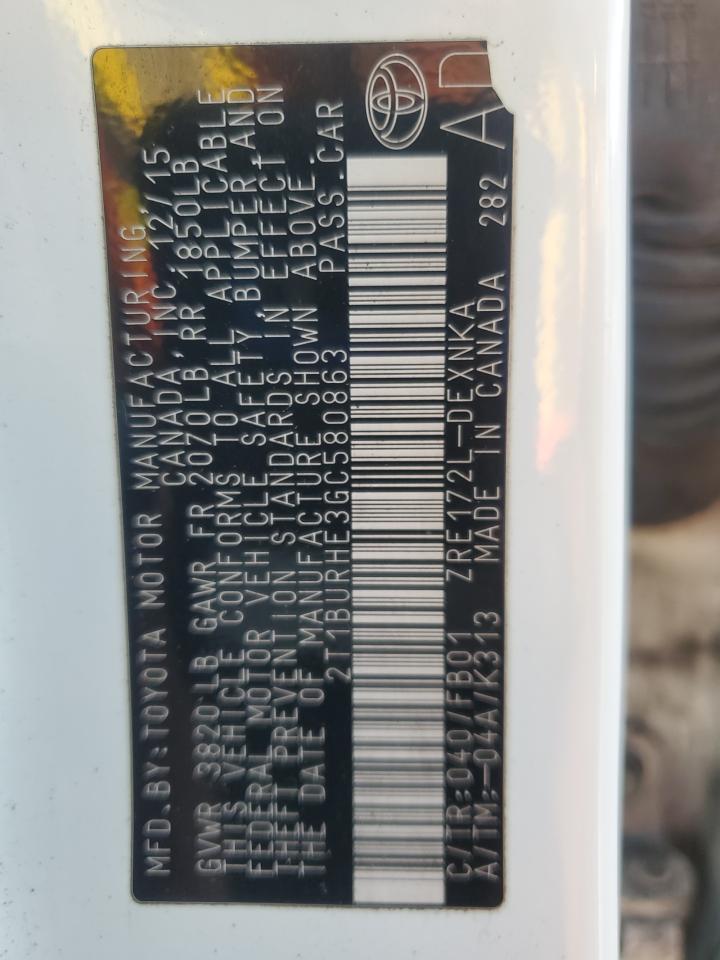 MFD.BY:TOYOTA MOTOR MANUFACTURING,
CANADA, INC. 12/15
GVWR 3820LB GAWR FR 2070LB, RR 1850LB
THIS VEHICLE CONFORMS TO ALL APPLICABLE
FEDERAL MOTOR VEHICLE SAFETY, BUMPER, AND
THEFT PREVENTION STANDARDS IN EFFECT ON
THE DATE OF MANUFACTURE SHOWN ABOVE.
2T1BURHE3GC580863 PASS.CAR
C/TR:040/FB01 ZRE172L-DEXNKA
A/TM:-04A/K313 MADE IN CANADA 282
AD